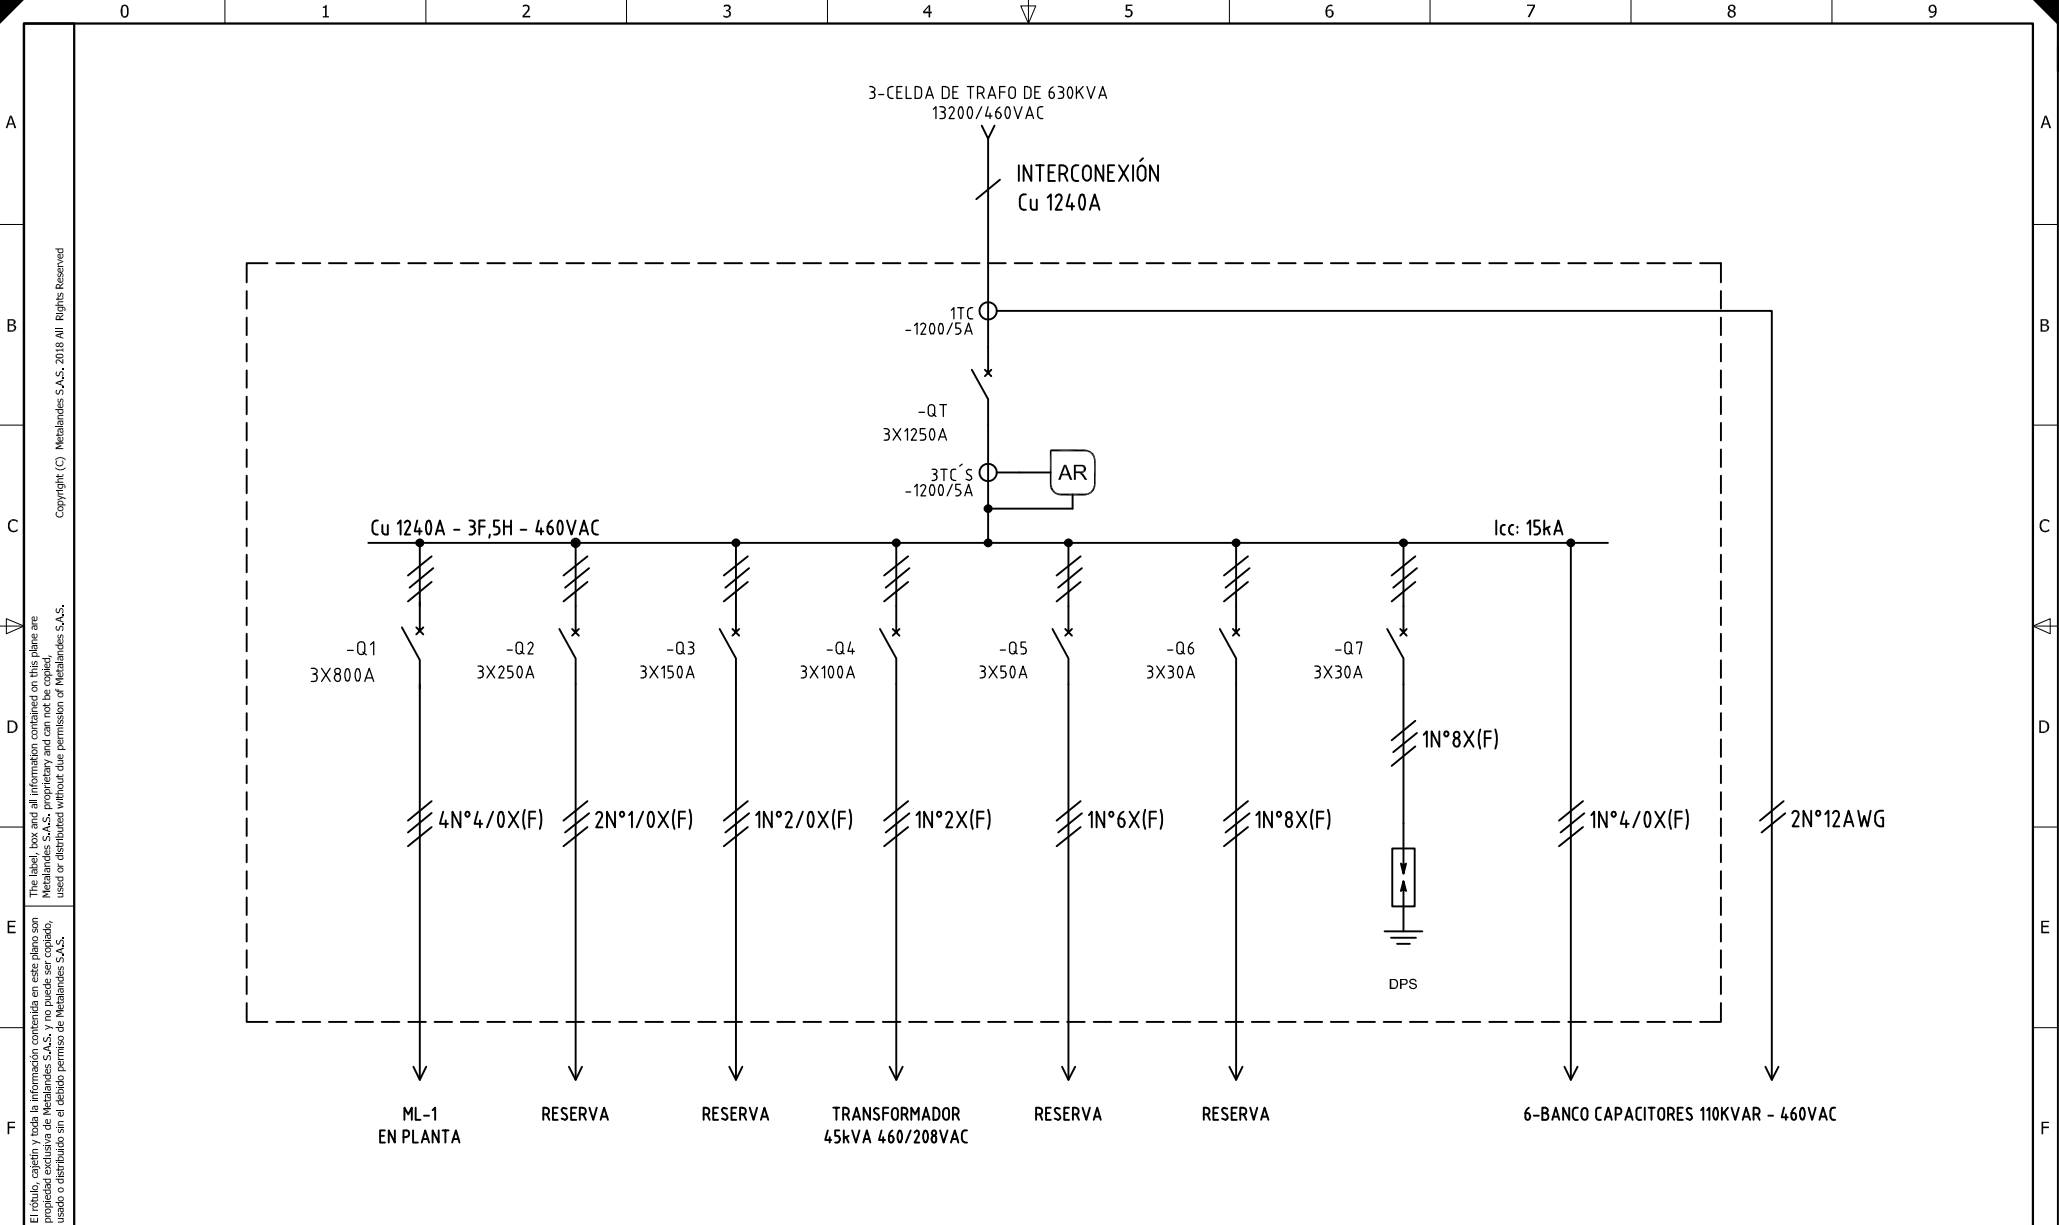 0 1 2 3 4 5 6 7 8 9
A
A
B
B
C
C
D
D
E
E
F
F
3-CELDA DE TRAFO DE 630KVA
13200/460VAC
INTERCONEXIÓN
Cu 1240A
1TC
-1200/5A
-QT
3X1250A
3TC´S
-1200/5A
AR
Cu 1240A - 3F,5H - 460VAC
Icc: 15kA
-Q1
3X800A
-Q2
3X250A
-Q3
3X150A
-Q4
3X100A
-Q5
3X50A
-Q6
3X30A
-Q7
3X30A
1N°8X(F)
4N°4/0X(F)
2N°1/0X(F)
1N°2/0X(F)
1N°2X(F)
1N°6X(F)
1N°8X(F)
1N°4/0X(F)
2N°12AWG
DPS
ML-1
EN PLANTA
RESERVA
RESERVA
TRANSFORMADOR
45kVA 460/208VAC
RESERVA
RESERVA
6-BANCO CAPACITORES 110KVAR - 460VAC
Copyright (C) Metalandes S.A.S. 2018 All Rights Reserved
The label, box and all information contained on this plane are
Metalandes S.A.S. proprietary and can not be copied,
used or distributed without due permission of Metalandes S.A.S.
El rótulo, cajetín y toda la información contenida en este plano son
propiedad exclusiva de Metalandes S.A.S. y no puede ser copiado,
usado o distribuido sin el debido permiso de Metalandes S.A.S.